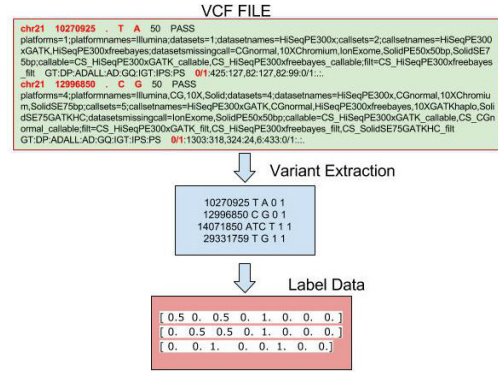 VCF FILE
chr21 10270925 . T A 50 PASS
platforms=1;platformnames=Illumina;datasets=1;datasetnames=HiSeqPE300x;callsets=2;callsetnames=HiSeqPE300
xGATK,HiSeqPE300xfreebayes;datasetsmissingcall=CGnormal,10XChromium,IonExome,SolidPE50x50bp,SolidSE7
5bp;callable=CS_HiSeqPE300xGATK_callable,CS_HiSeqPE300xfreebayes_callable;filt=CS_HiSeqPE300xfreebayes
_filt GT:DP:ADALL:AD:GQ:IGT:IPS:PS 0/1:425:127,82:127,82:99:0/1:.:.
chr21 12996850 . C G 50 PASS
platforms=4;platformnames=Illumina,CG,10X,Solid;datasets=4;datasetnames=HiSeqPE300x,CGnormal,10XChromiu
m,SolidSE75bp;callsets=5;callsetnames=HiSeqPE300xGATK,CGnormal,HiSeqPE300xfreebayes,10XGATKhaplo,Soli
dSE75GATKHC;datasetsmissingcall=IonExome,SolidPE50x50bp;callable=CS_HiSeqPE300xGATK_callable,CS_CGn
ormal_callable;filt=CS_HiSeqPE300xGATK_filt,CS_HiSeqPE300xfreebayes_filt,CS_SolidSE75GATKHC_filt
GT:DP:ADALL:AD:GQ:IGT:IPS:PS 0/1:1303:318,324:24,6:433:0/1:.:.
Variant Extraction
10270925 T A 0 1
12996850 C G 0 1
14071850 ATC T 1 1
29331759 T G 1 1
Label Data
[ 0.5 0. 0.5 0. 1. 0. 0. 0.]
[ 0. 0.5 0.5 0. 1. 0. 0. 0.]
[ 0. 0. 1. 0. 0. 1. 0. 0.]